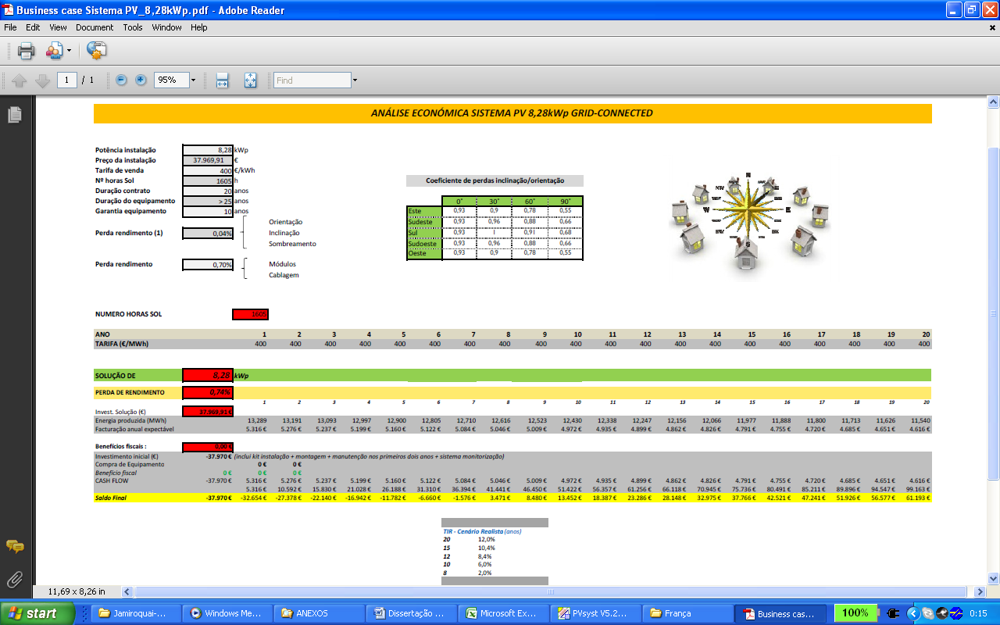 Business case Sistema PV_8,28kWp.pdf - Adobe Reader
File Edit View Document Tools Window Help
1 / 1 95% Find
ANÁLISE ECONÓMICA SISTEMA PV 8,28kWp GRID-CONNECTED
Potência instalação 8,28 kWp
Preço da instalação 37.969,91 €
Tarifa de venda 400 €/kWh
Nº horas Sol 1605 h
Duração contrato 20 anos
Duração do equipamento > 25 anos
Garantia equipamento 10 anos
Perda rendimento (1) 0,04%
Orientação
Inclinação
Sombreamento
Perda rendimento 0,70%
Módulos
Cablagem
Coeficiente de perdas inclinação/orientação
0˚ 30˚ 60˚ 90˚
Este 0,93 0,9 0,78 0,55
Sudeste 0,93 0,96 0,88 0,66
Sul 0,93 I 0,91 0,68
Sudoeste 0,93 0,96 0,88 0,66
Oeste 0,93 0,9 0,78 0,55
N
W E
S
NUMERO HORAS SOL 1605
ANO 1 2 3 4 5 6 7 8 9 10 11 12 13 14 15 16 17 18 19 20
TARIFA (€/MWh) 400 400 400 400 400 400 400 400 400 400 400 400 400 400 400 400 400 400 400 400
SOLUÇÃO DE 8,28 kWp
PERDA DE RENDIMENTO 0,74%
1 2 3 4 5 6 7 8 9 10 11 12 13 14 15 16 17 18 19 20
Invest. Solução (€) 37.969,91 €
Energia produzida (MWh) 13,289 13,191 13,093 12,997 12,900 12,805 12,710 12,616 12,523 12,430 12,338 12,247 12,156 12,066 11,977 11,888 11,800 11,713 11,626 11,540
Facturação anual expectável 5.316 € 5.276 € 5.237 € 5.199 € 5.160 € 5.122 € 5.084 € 5.046 € 5.009 € 4.972 € 4.935 € 4.899 € 4.862 € 4.826 € 4.791 € 4.755 € 4.720 € 4.685 € 4.651 € 4.616 €
Benefícios fiscais : 0,00 €
Investimento inicial (€) -37.970 € (inclui kit instalação + montagem + manutenção nos primeiros dois anos + sistema monitorização)
Compra de Equipamento 0 € 0 €
Benefício fiscal 0 € 0 € 0 €
CASH FLOW -37.970 € 5.316 € 5.276 € 5.237 € 5.199 € 5.160 € 5.122 € 5.084 € 5.046 € 5.009 € 4.972 € 4.935 € 4.899 € 4.862 € 4.826 € 4.791 € 4.755 € 4.720 € 4.685 € 4.651 € 4.616 €
5.316 € 10.592 € 15.830 € 21.028 € 26.188 € 31.310 € 36.394 € 41.441 € 46.450 € 51.422 € 56.357 € 61.256 € 66.118 € 70.945 € 75.736 € 80.491 € 85.211 € 89.896 € 94.547 € 99.163 €
Saldo Final -37.970 € -32.654 € -27.378 € -22.140 € -16.942 € -11.782 € -6.660 € -1.576 € 3.471 € 8.480 € 13.452 € 18.387 € 23.286 € 28.148 € 32.975 € 37.766 € 42.521 € 47.241 € 51.926 € 56.577 € 61.193 €
TIR - Cenário Realista (anos)
20 12,0%
15 10,4%
12 8,4%
10 6,0%
8 2,0%
11,69 x 8,26 in
start Jamiroquai-... Windows Me... ANEXOS Dissertação ... Microsoft Ex... PVsyst V5.2... França Business cas... 100% 0:15